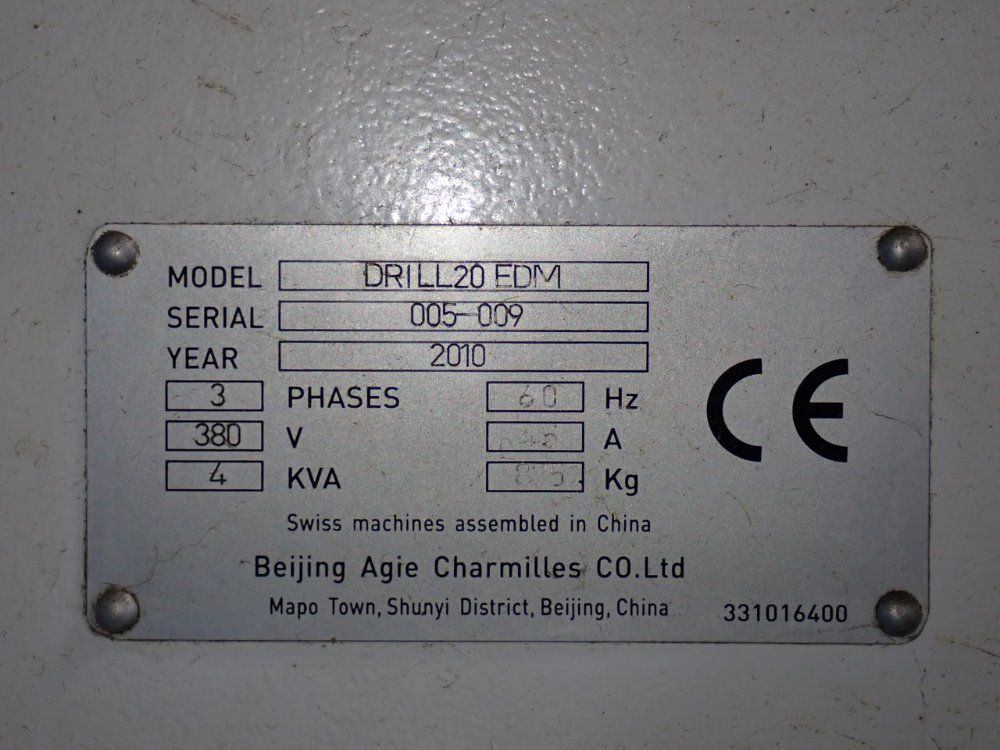 MODEL DRILL20 EDM
SERIAL 005-009
YEAR 2010
3 PHASES 60 Hz
380 V A
4 KVA Kg
CE
Swiss machines assembled in China
Beijing Agie Charmilles CO.Ltd
Mapo Town, Shunyi District, Beijing, China 331016400